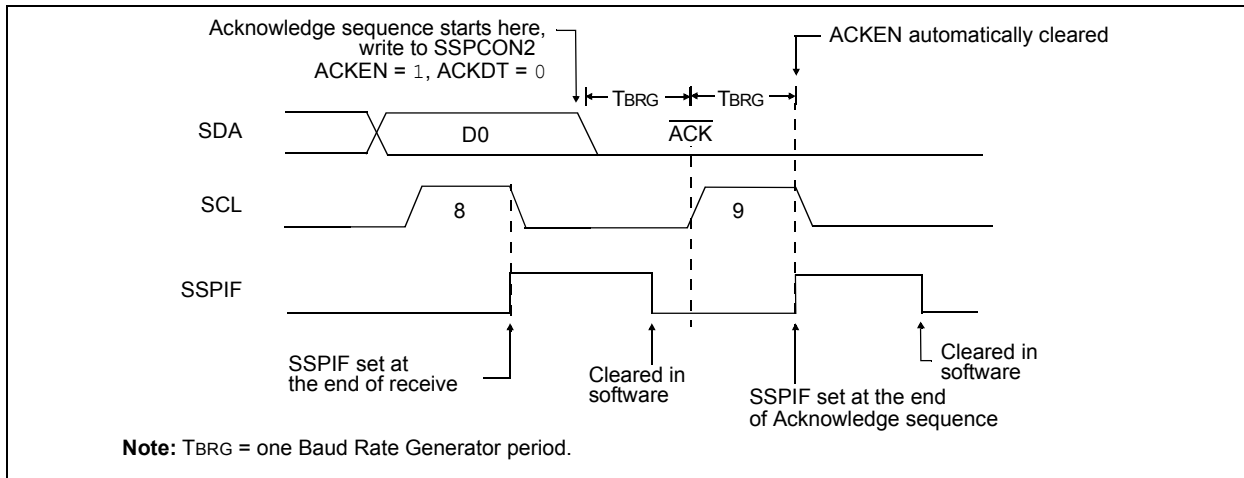 Acknowledge sequence starts here,
write to SSPCON2
ACKEN = 1, ACKDT = 0
ACKEN automatically cleared
TBRG
TBRG
SDA
D0
ACK
SCL
8
9
SSPIF
SSPIF set at
the end of receive
Cleared in
software
SSPIF set at the end
of Acknowledge sequence
Cleared in
software
Note: TBRG = one Baud Rate Generator period.